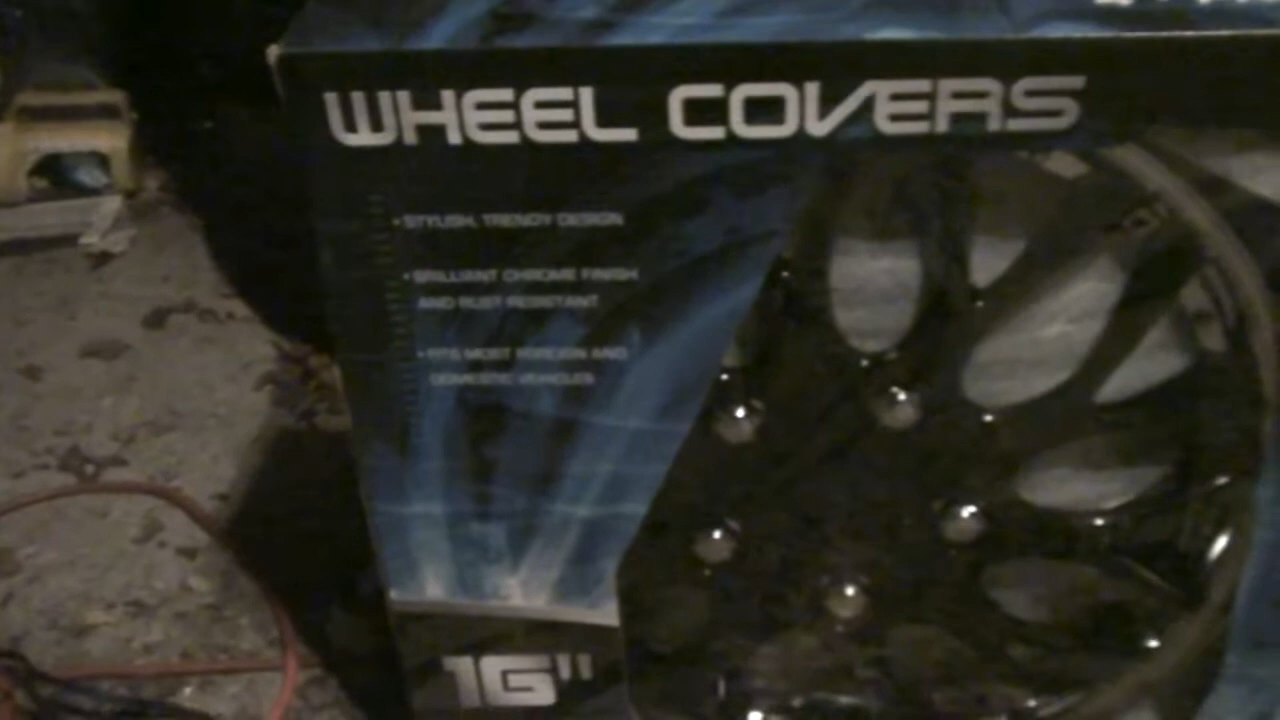 WHEEL COVERS
• STYLISH, TRENDY DESIGN
• BRILLIANT CHROME FINISH
AND RUST RESISTANT
• FITS MOST FOREIGN AND
DOMESTIC VEHICLES
16"